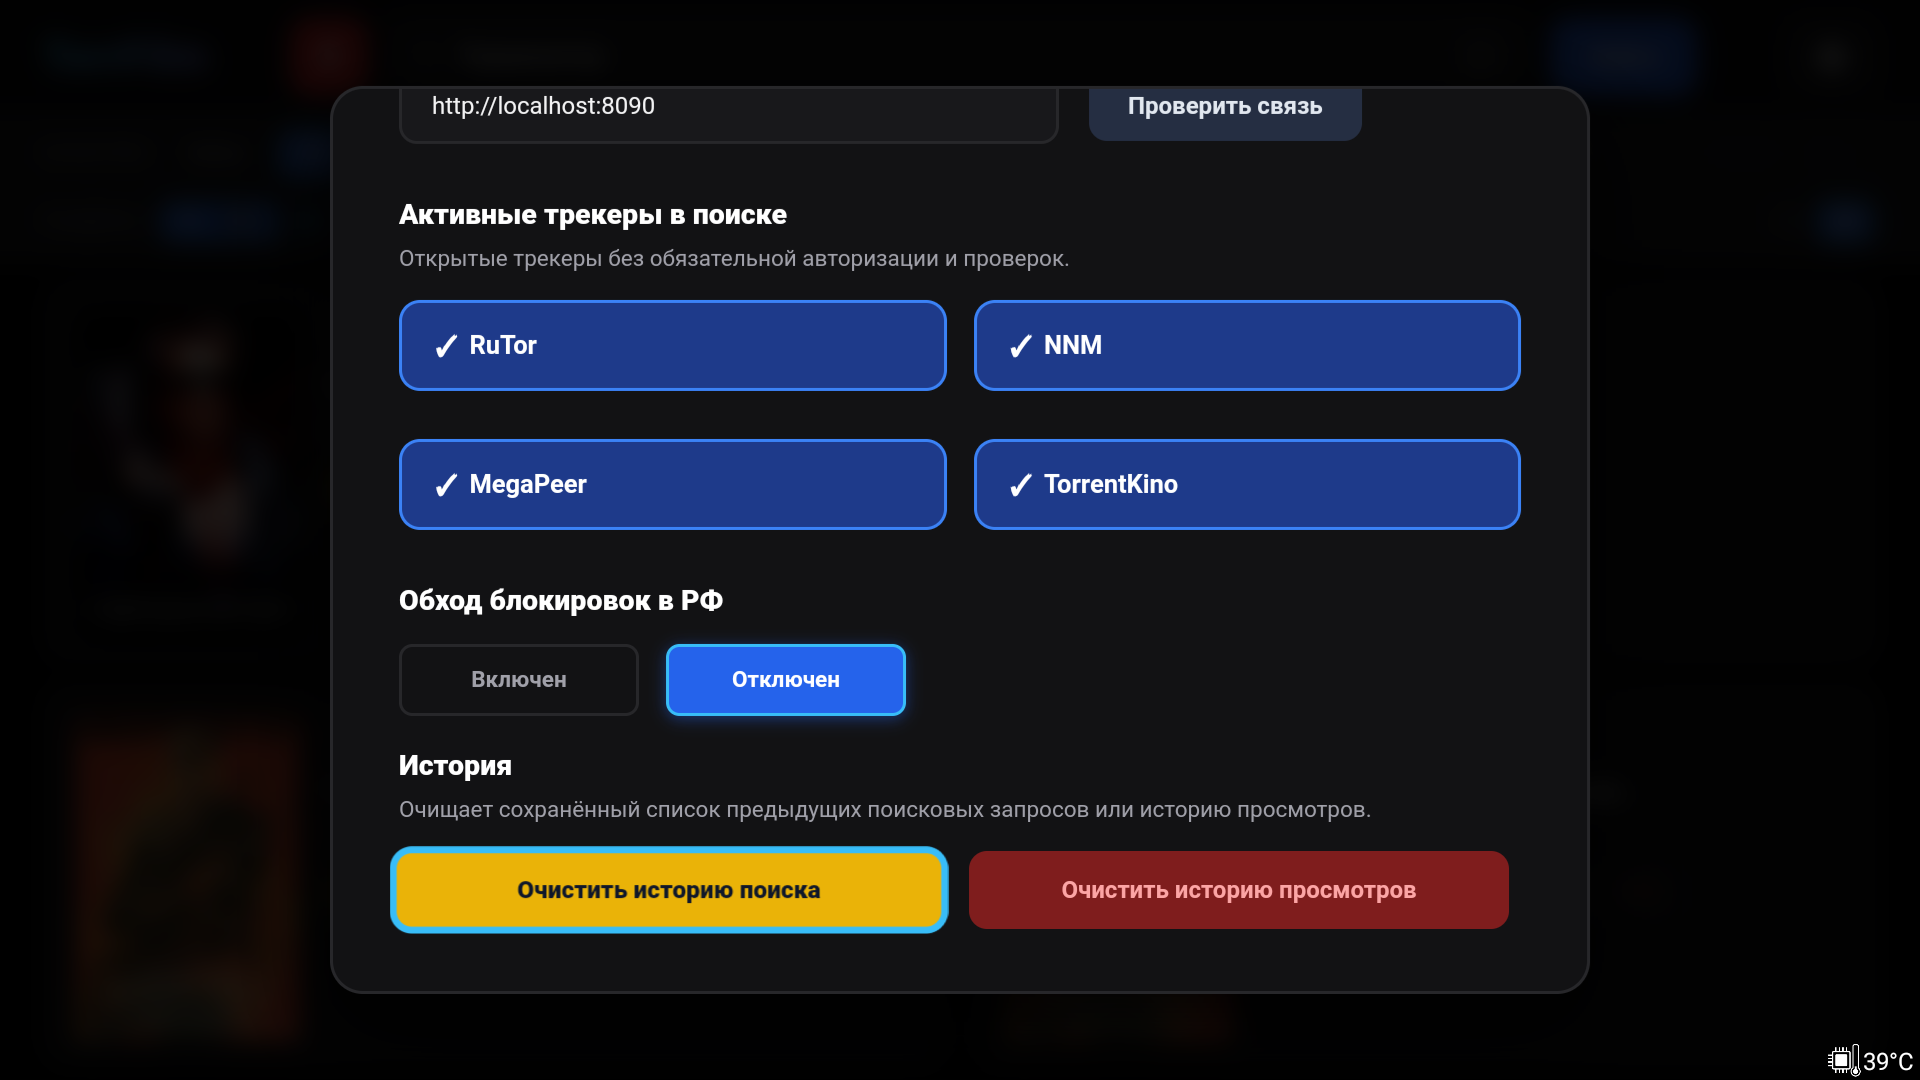 http://localhost:8090
Проверить связь
Активные трекеры в поиске
Открытые трекеры без обязательной авторизации и проверок.
✓ RuTor
✓ NNM
✓ MegaPeer
✓ TorrentKino
Обход блокировок в РФ
Включен
Отключен
История
Очищает сохранённый список предыдущих поисковых запросов или историю просмотров.
Очистить историю поиска
Очистить историю просмотров
39°C